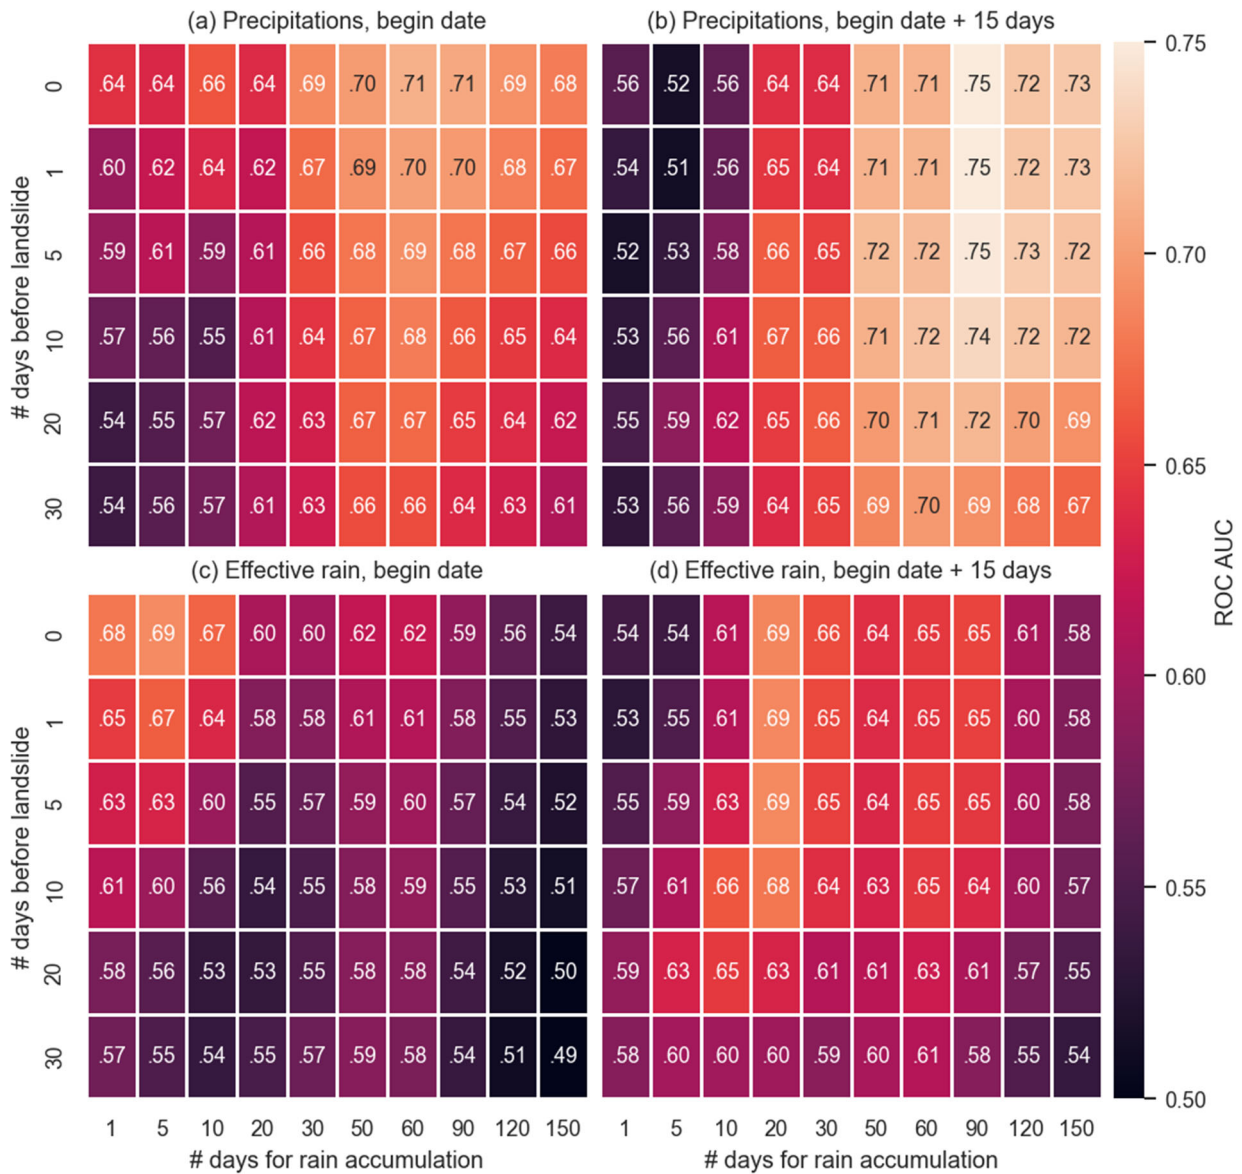 (a) Precipitations, begin date
(b) Precipitations, begin date + 15 days
# days before landslide
0 .64 .64 .66 .64 .69 .70 .71 .71 .69 .68 .56 .52 .56 .64 .64 .71 .71 .75 .72 .73
1 .60 .62 .64 .62 .67 .69 .70 .70 .68 .67 .54 .51 .56 .65 .64 .71 .71 .75 .72 .73
5 .59 .61 .59 .61 .66 .68 .69 .68 .67 .66 .52 .53 .58 .66 .65 .72 .72 .75 .73 .72
10 .57 .56 .55 .61 .64 .67 .68 .66 .65 .64 .53 .56 .61 .67 .66 .71 .72 .74 .72 .72
20 .54 .55 .57 .62 .63 .67 .67 .65 .64 .62 .55 .59 .62 .65 .66 .70 .71 .72 .70 .69
30 .54 .56 .57 .61 .63 .66 .66 .64 .63 .61 .53 .56 .59 .64 .65 .69 .70 .69 .68 .67
(c) Effective rain, begin date
(d) Effective rain, begin date + 15 days
# days before landslide
0 .68 .69 .67 .60 .60 .62 .62 .59 .56 .54 .54 .54 .61 .69 .66 .64 .65 .65 .61 .58
1 .65 .67 .64 .58 .58 .61 .61 .58 .55 .53 .53 .55 .61 .69 .65 .64 .65 .65 .60 .58
5 .63 .63 .60 .55 .57 .59 .60 .57 .54 .52 .55 .59 .63 .69 .65 .64 .65 .65 .60 .58
10 .61 .60 .56 .54 .55 .58 .59 .55 .53 .51 .57 .61 .66 .68 .64 .63 .65 .64 .60 .57
20 .58 .56 .53 .53 .55 .58 .58 .54 .52 .50 .59 .63 .65 .63 .61 .61 .63 .61 .57 .55
30 .57 .55 .54 .55 .57 .59 .58 .54 .51 .49 .58 .60 .60 .60 .59 .60 .61 .58 .55 .54
1 5 10 20 30 50 60 90 120 150 1 5 10 20 30 50 60 90 120 150
# days for rain accumulation
# days for rain accumulation
0.75
0.70
0.65
0.60
0.55
0.50
ROC AUC